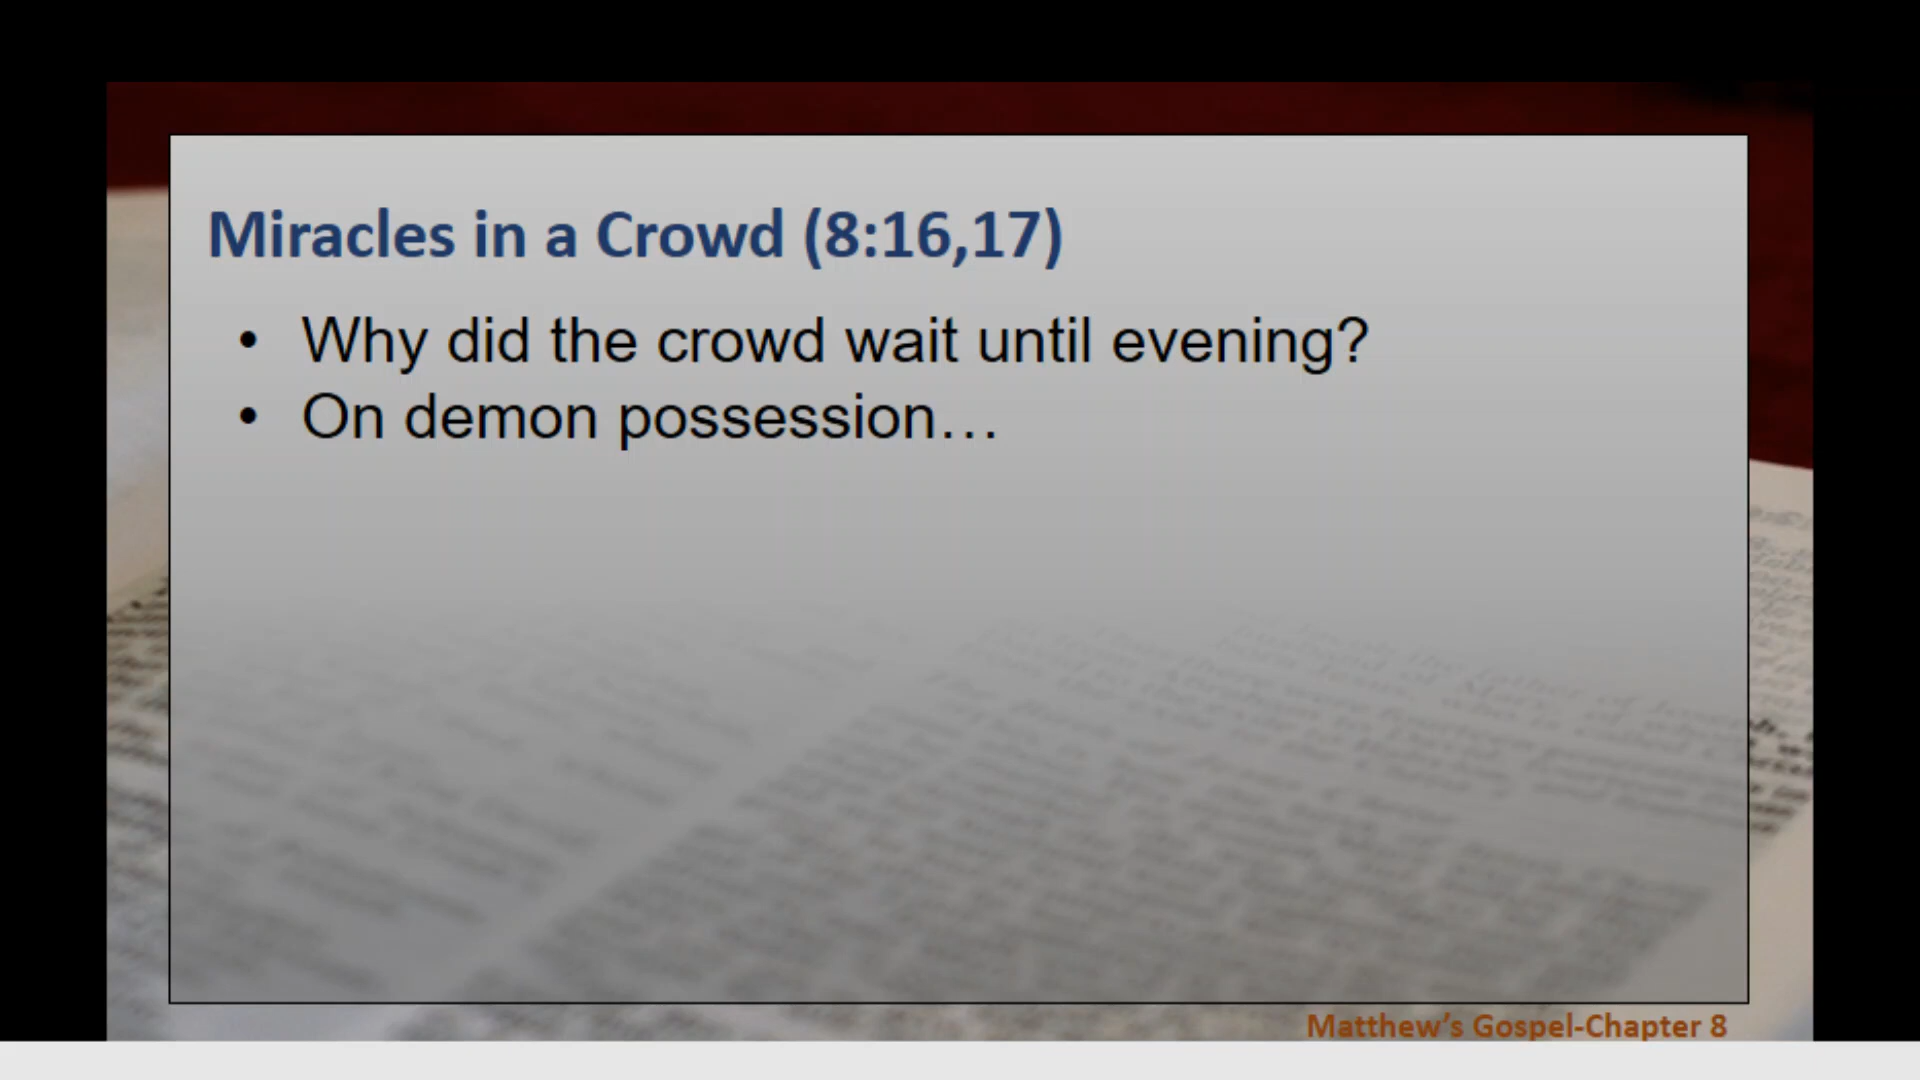 Miracles in a Crowd (8:16,17)
• Why did the crowd wait until evening?
• On demon possession…
Matthew's Gospel-Chapter 8